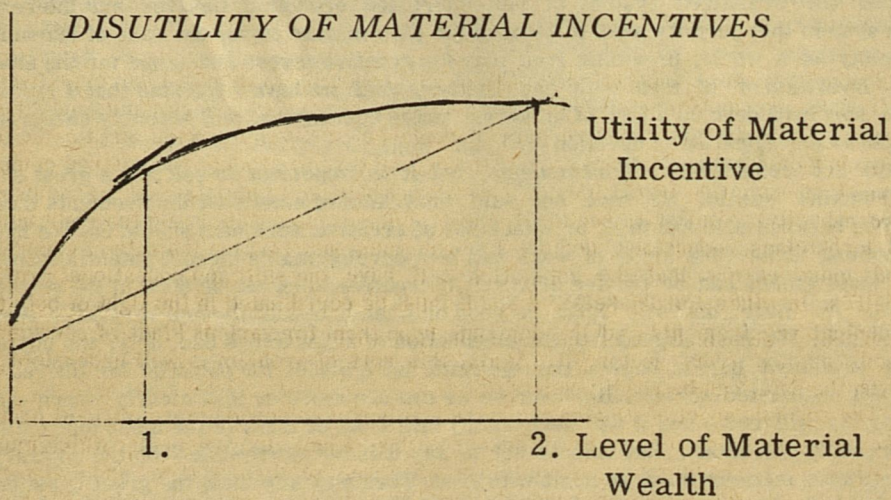 DISUTILITY OF MATERIAL INCENTIVES
Utility of Material
Incentive
1.
2. Level of Material
Wealth